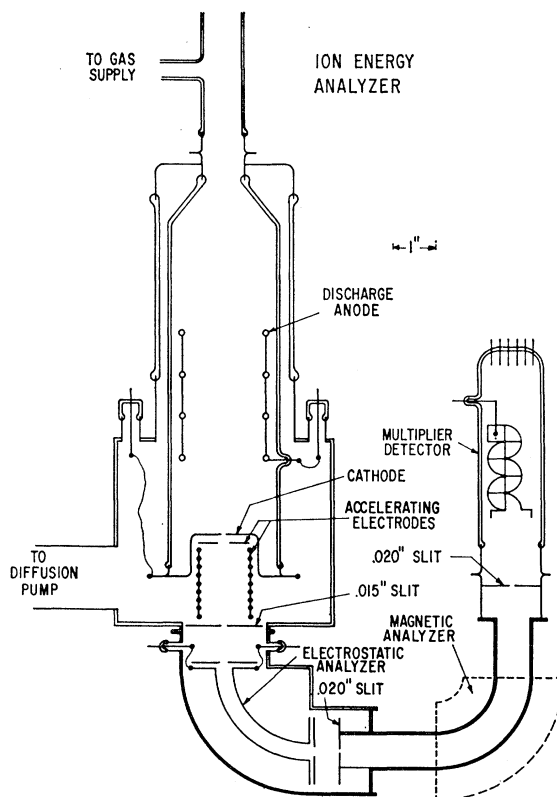 TO GAS
SUPPLY
ION ENERGY
ANALYZER
1"
DISCHARGE
ANODE
MULTIPLIER
DETECTOR
CATHODE
ACCELERATING
ELECTRODES
TO
DIFFUSION
PUMP
.020" SLIT
.015" SLIT
MAGNETIC
ANALYZER
ELECTROSTATIC
ANALYZER
.020" SLIT